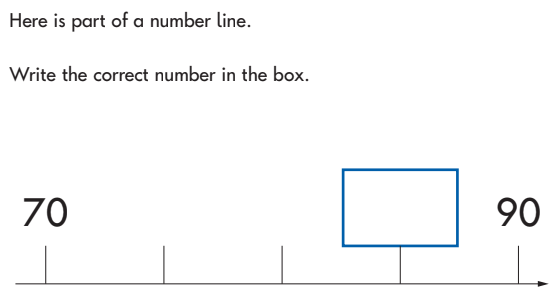 Here is part of a number line.
Write the correct number in the box.
70 90